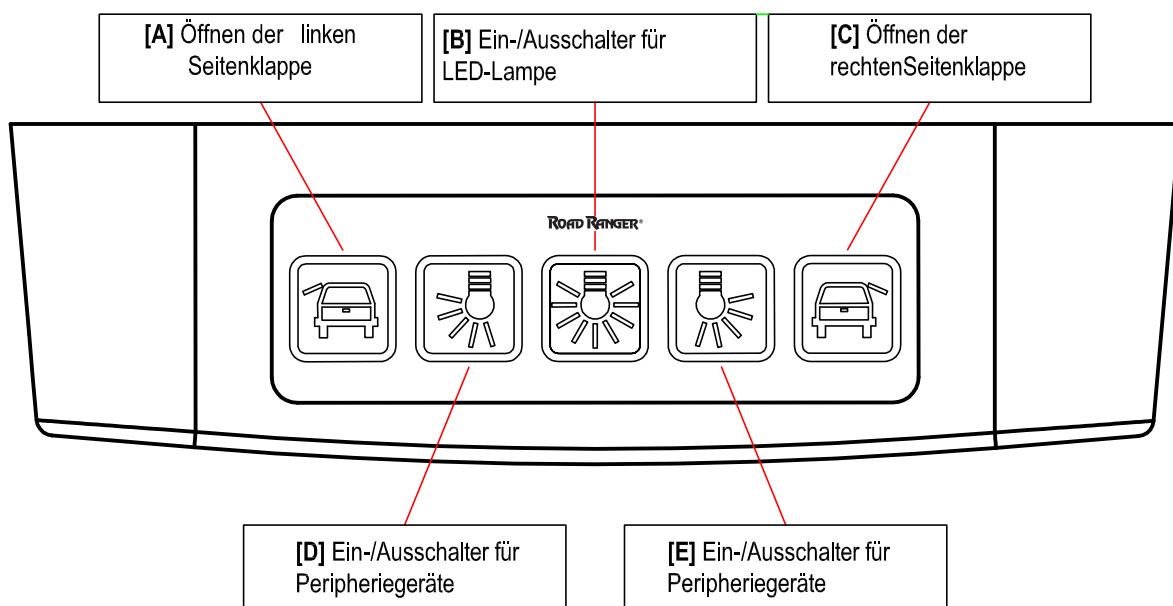 [A] Öffnen der linken
Seitenklappe
[B] Ein-/Ausschalter für
LED-Lampe
[C] Öffnen der
rechtenSeitenklappe
ROAD RANGER®
[D] Ein-/Ausschalter für
Peripheriegeräte
[E] Ein-/Ausschalter für
Peripheriegeräte